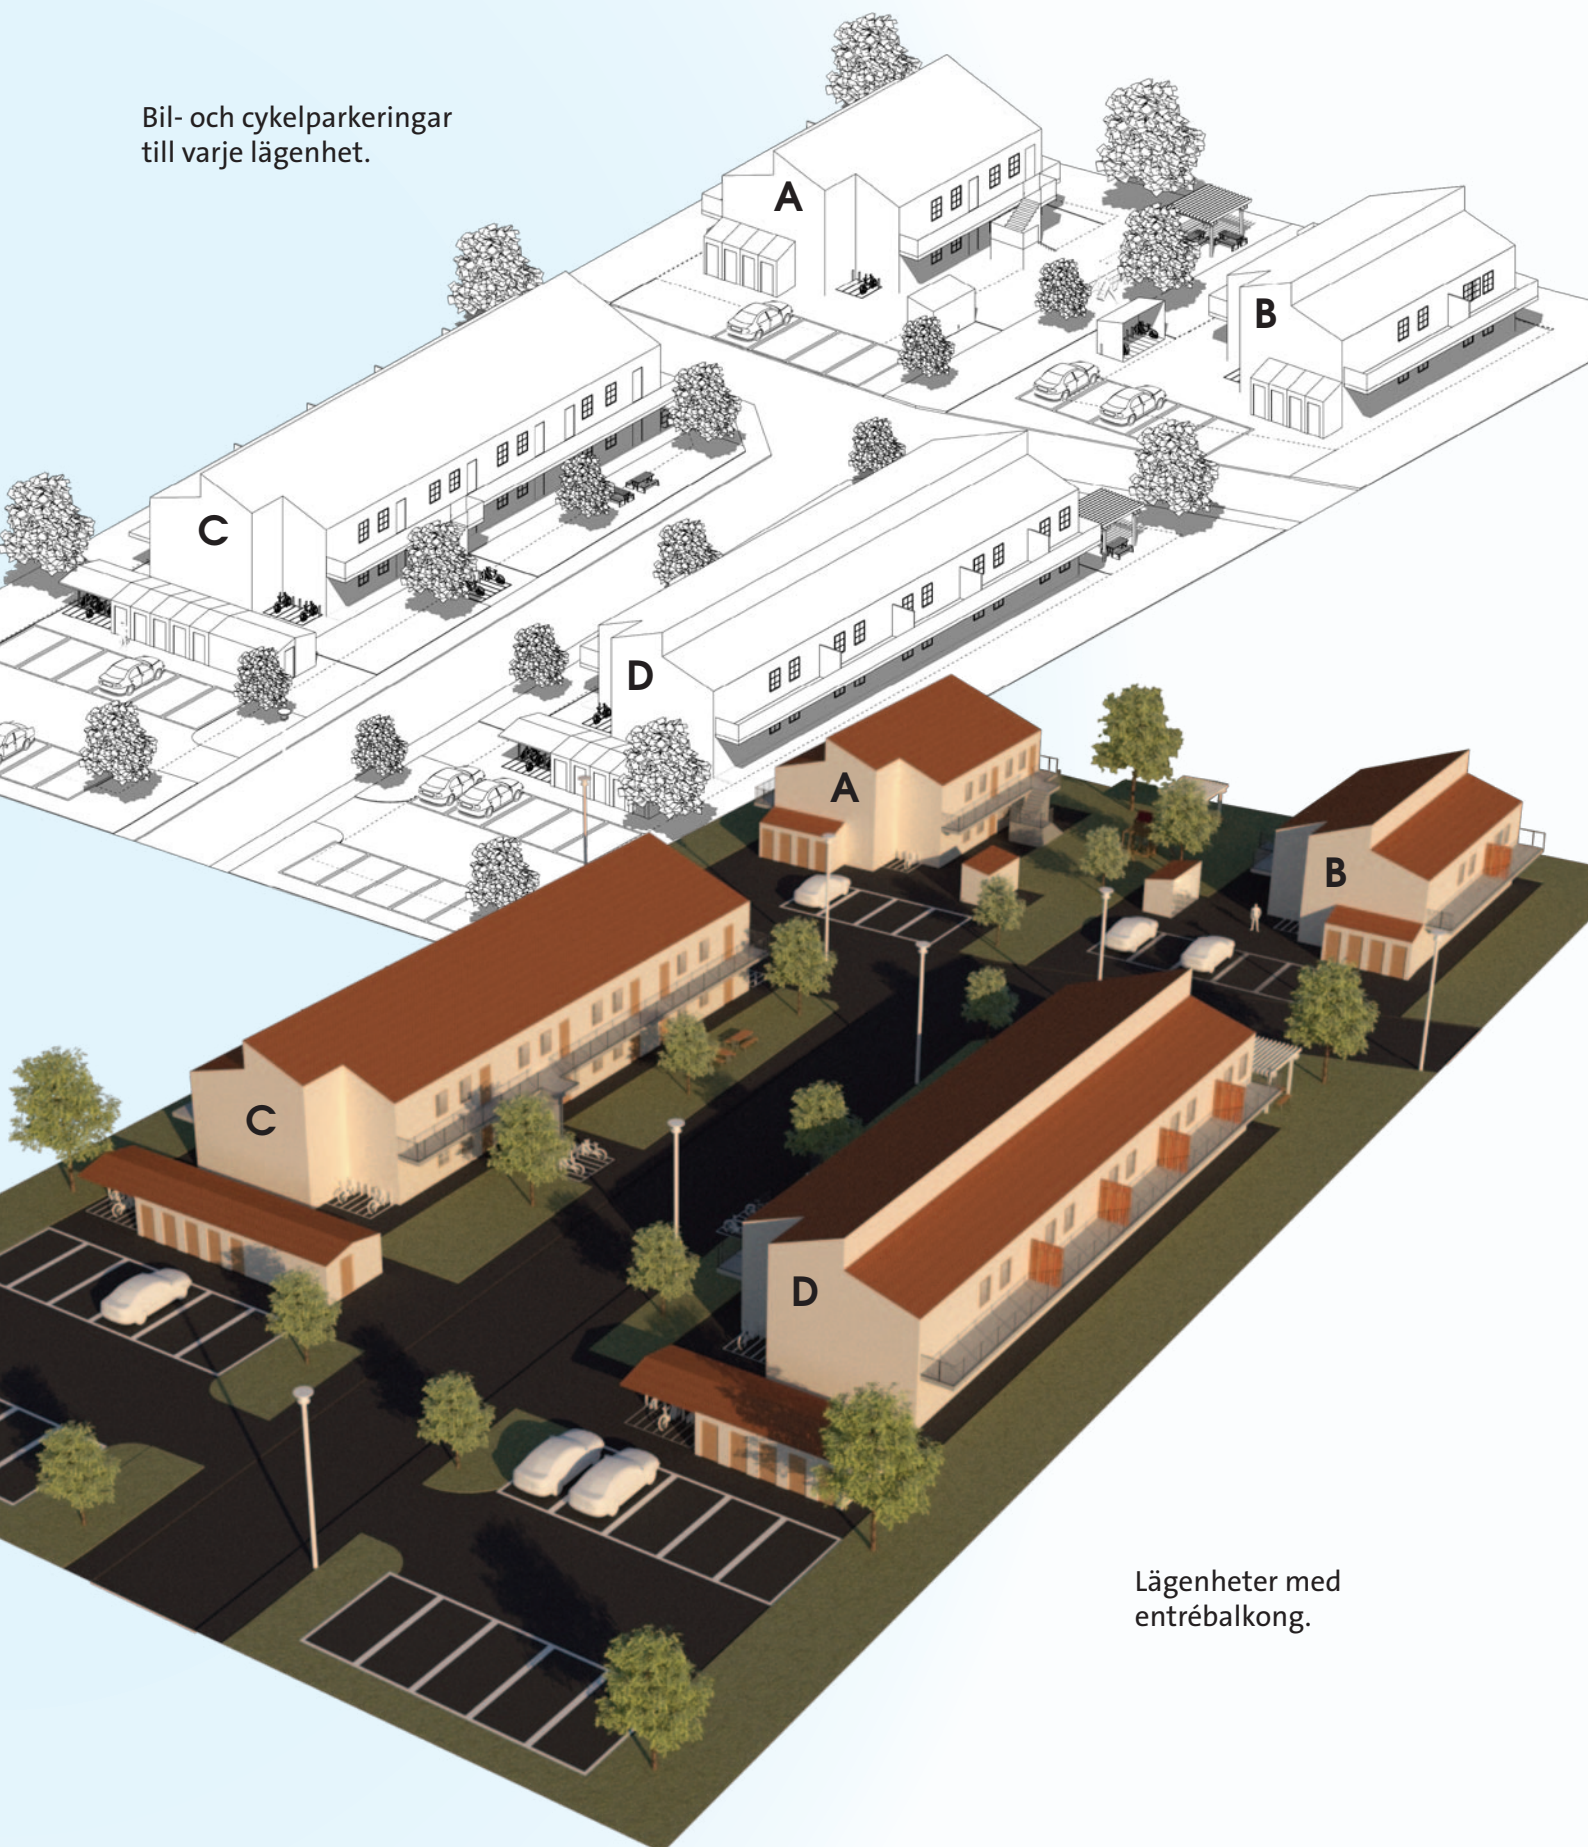 Bil- och cykelparkeringar
till varje lägenhet.
A
B
C
D
A
B
C
D
Lägenheter med
entrébalkong.